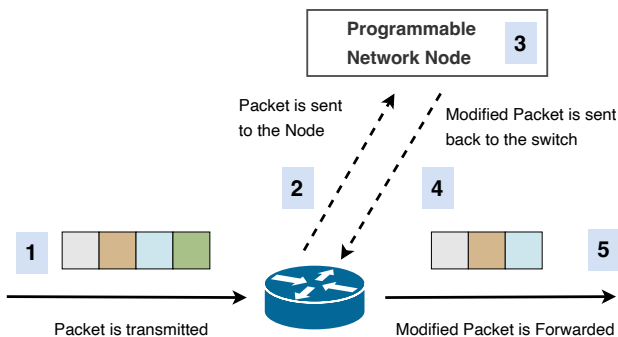 Programmable
Network Node
3
Packet is sent
to the Node
Modified Packet is sent
back to the switch
2
4
1
5
Packet is transmitted
Modified Packet is Forwarded